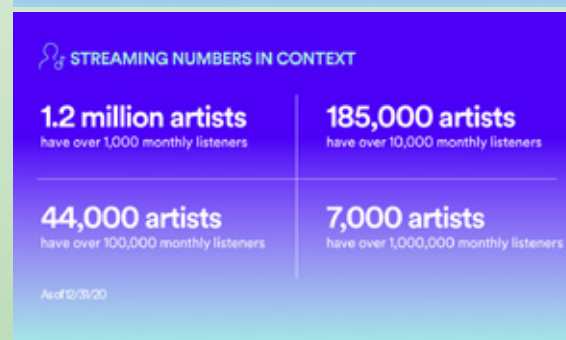 STREAMING NUMBERS IN CONTEXT
1.2 million artists
have over 1,000 monthly listeners
185,000 artists
have over 10,000 monthly listeners
44,000 artists
have over 100,000 monthly listeners
7,000 artists
have over 1,000,000 monthly listeners
As of 12/31/20